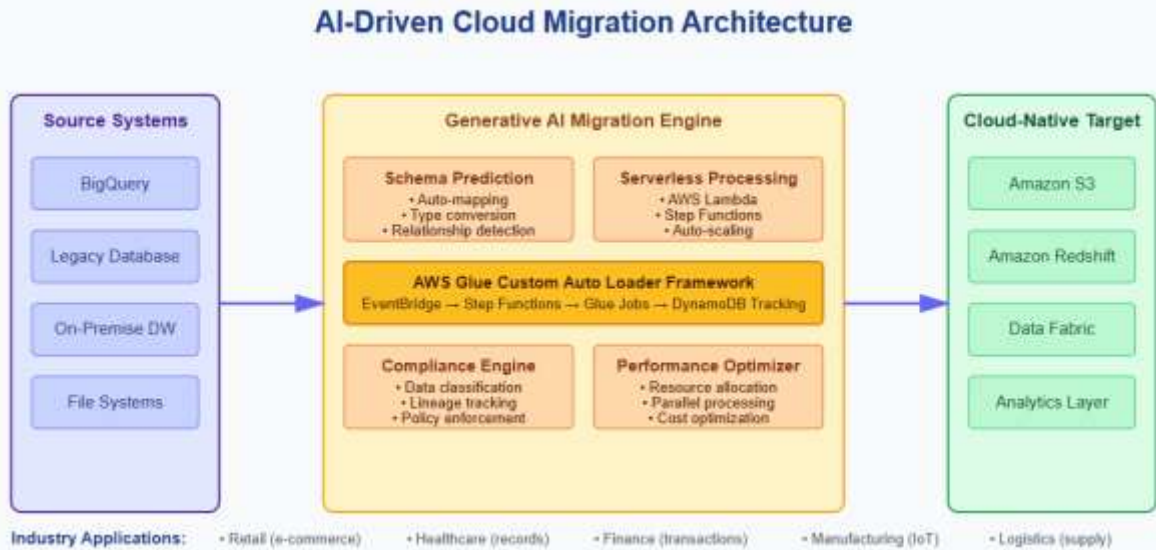 AI-Driven Cloud Migration Architecture
Source Systems
BigQuery
Legacy Database
On-Premise DW
File Systems
Generative AI Migration Engine
Schema Prediction
• Auto-mapping
• Type conversion
• Relationship detection
Serverless Processing
• AWS Lambda
• Step Functions
• Auto-scaling
AWS Glue Custom Auto Loader Framework
EventBridge → Step Functions → Glue Jobs → DynamoDB Tracking
Compliance Engine
• Data classification
• Lineage tracking
• Policy enforcement
Performance Optimizer
• Resource allocation
• Parallel processing
• Cost optimization
Cloud-Native Target
Amazon S3
Amazon Redshift
Data Fabric
Analytics Layer
Industry Applications: • Retail (e-commerce) • Healthcare (records) • Finance (transactions) • Manufacturing (IoT) • Logistics (supply)